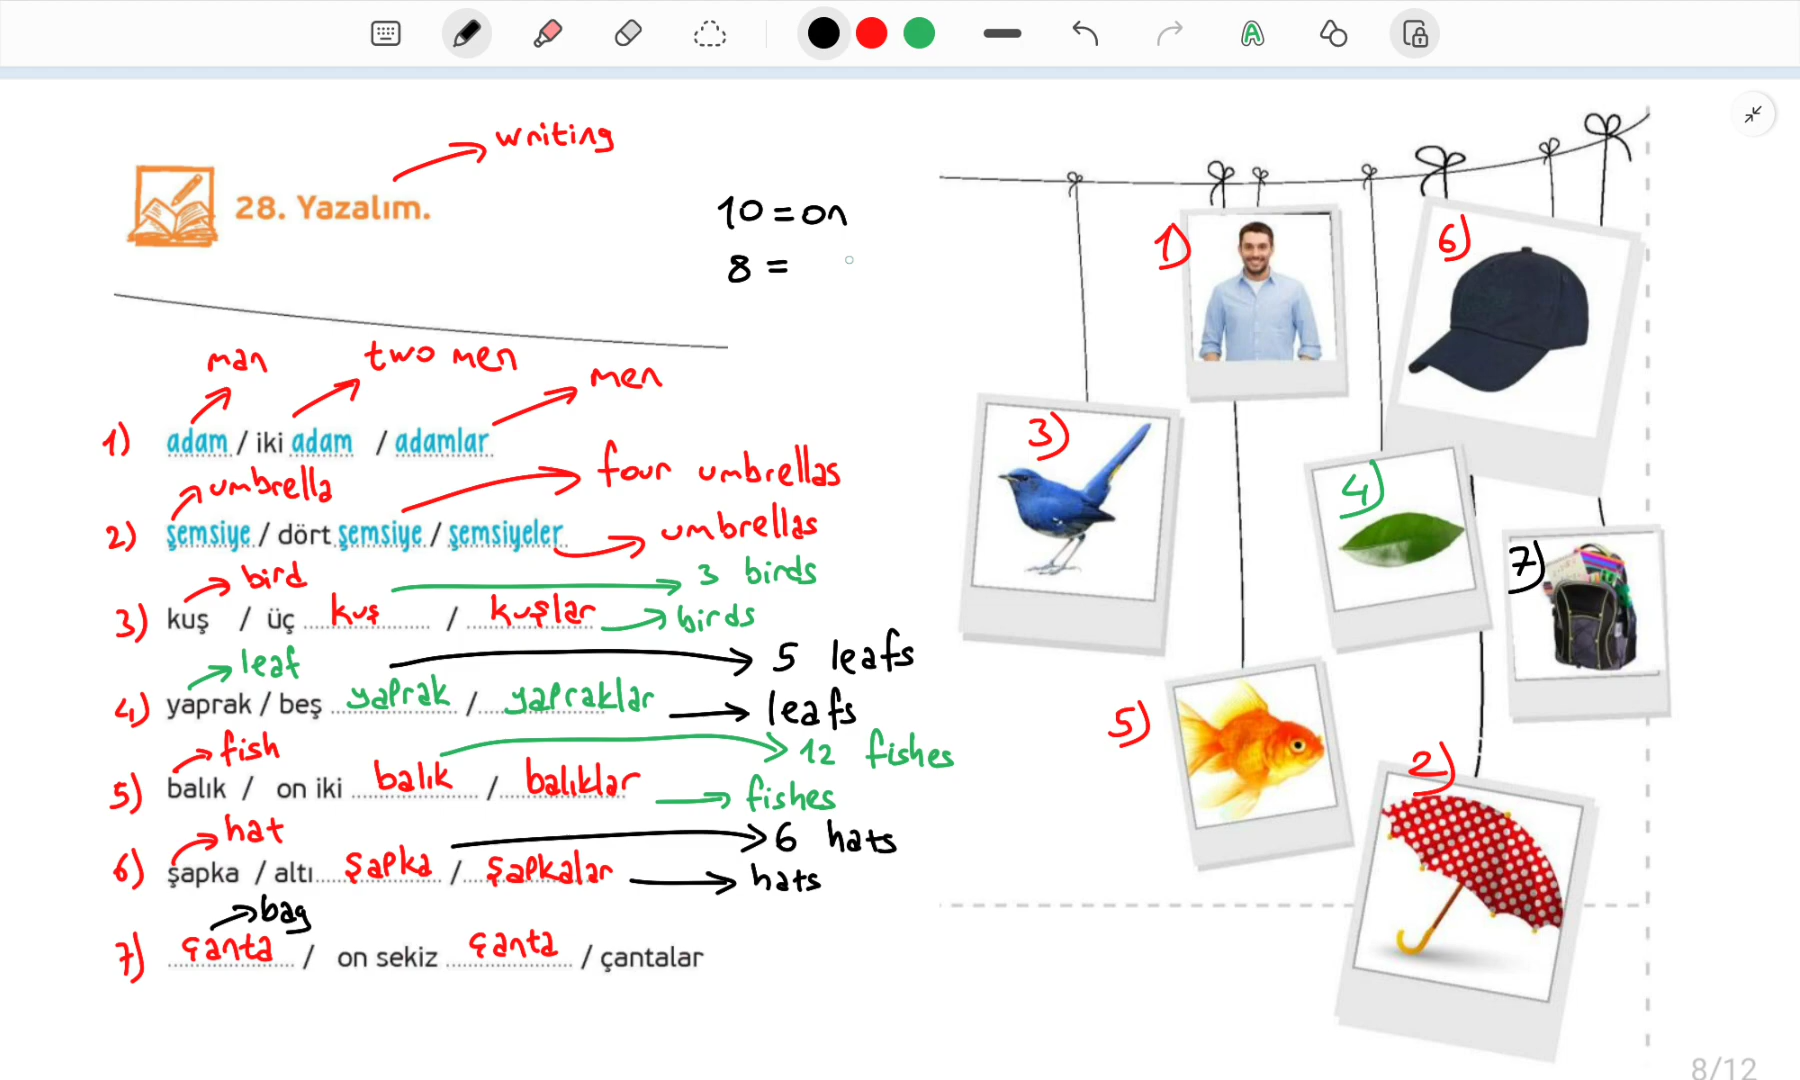 writing
28. Yazalım.
10 = on
8 =
man
two men
men
1) adam / iki adam / adamlar
umbrella
four umbrellas
2) şemsiye / dört şemsiye / şemsiyeler
umbrellas
bird
3 birds
3) kuş / üç kuş / kuşlar
birds
leaf
5 leafs
4) yaprak / beş yaprak / yapraklar
leafs
fish
12 fishes
5) balık / on iki balık / balıklar
fishes
hat
6 hats
6) şapka / altı şapka / şapkalar
hats
bag
7) çanta / on sekiz çanta / çantalar
1)
6)
3)
4)
7)
5)
2)
A
8/12